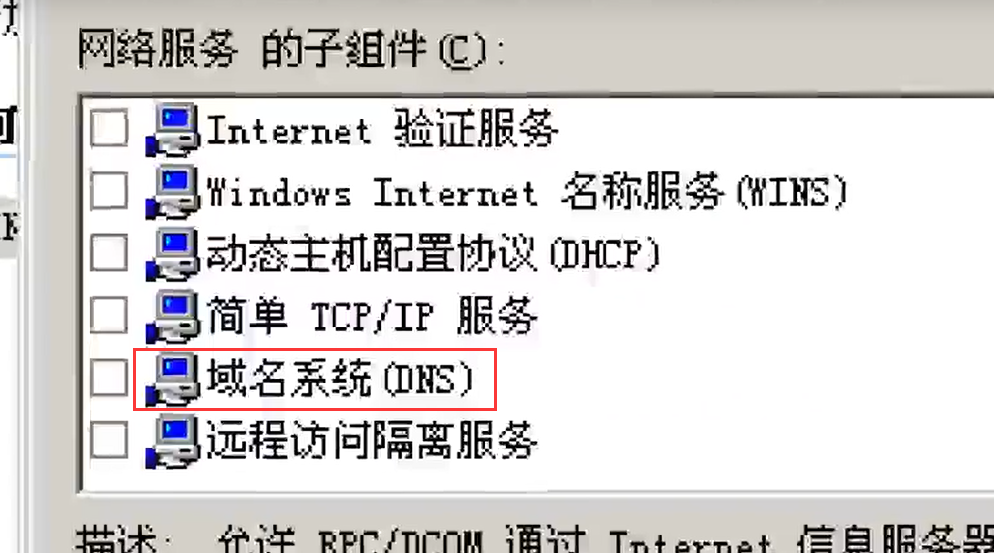 网络服务 的子组件(C):
Internet 验证服务
Windows Internet 名称服务(WINS)
动态主机配置协议(DHCP)
简单 TCP/IP 服务
域名系统(DNS)
远程访问隔离服务
描述: 允许 RPC/DCOM 通过 Internet 信息服务器